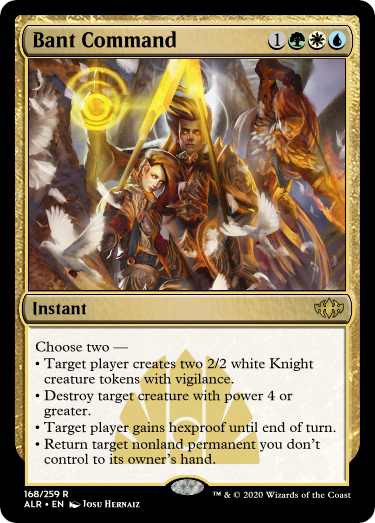 Bant Command 1
Instant
Choose two —
• Target player creates two 2/2 white Knight
creature tokens with vigilance.
• Destroy target creature with power 4 or
greater.
• Target player gains hexproof until end of turn.
• Return target nonland permanent you don't
control to its owner's hand.
168/259 R
ALR • EN Josu Hernaiz
™ & © 2020 Wizards of the Coast